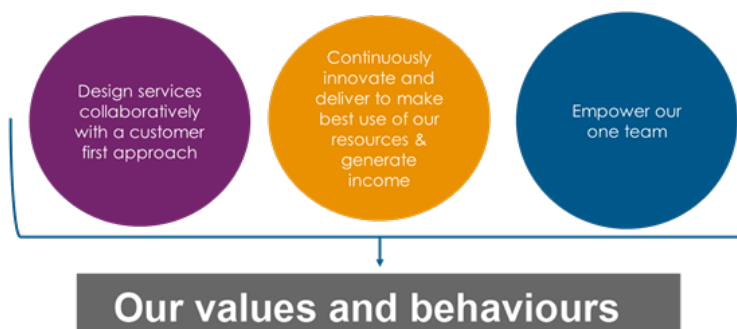 Design services
collaboratively
with a customer
first approach
Continuously
innovate and
deliver to make
best use of our
resources &
generate
income
Empower our
one team
Our values and behaviours